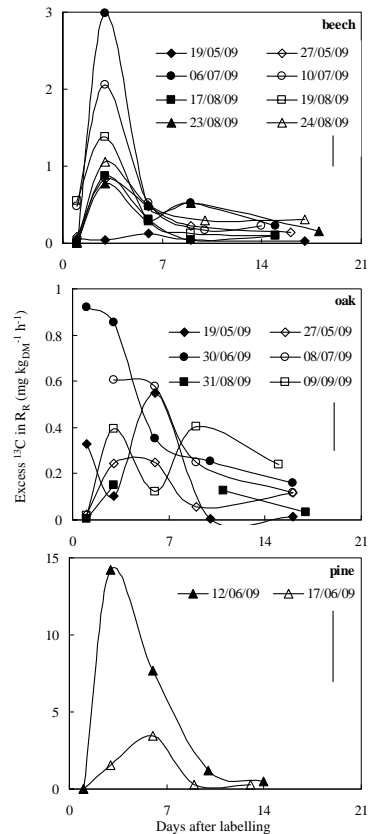 beech
3
19/05/09 27/05/09
06/07/09 10/07/09
2
17/08/09 19/08/09
23/08/09 24/08/09
1
0
0 7 14 21
oak
1
19/05/09 27/05/09
0.8
30/06/09 08/07/09
31/08/09 09/09/09
0.6
0.4
0.2
0
0 7 14 21
Excess ¹³C in R_R (mg kg_DM⁻¹ h⁻¹)
pine
15
12/06/09 17/06/09
10
5
0
0 7 14 21
Days after labelling